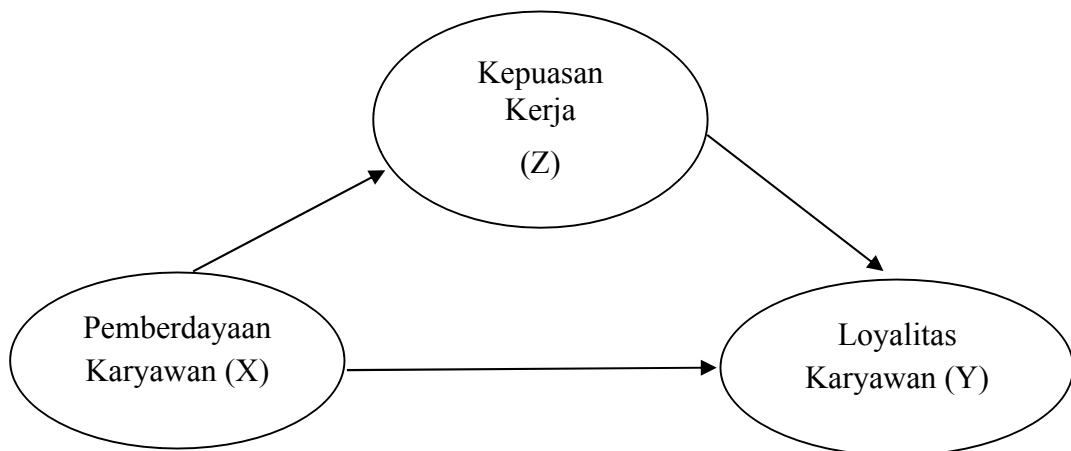 Kepuasan
Kerja
(Z)
Pemberdayaan
Karyawan (X)
Loyalitas
Karyawan (Y)